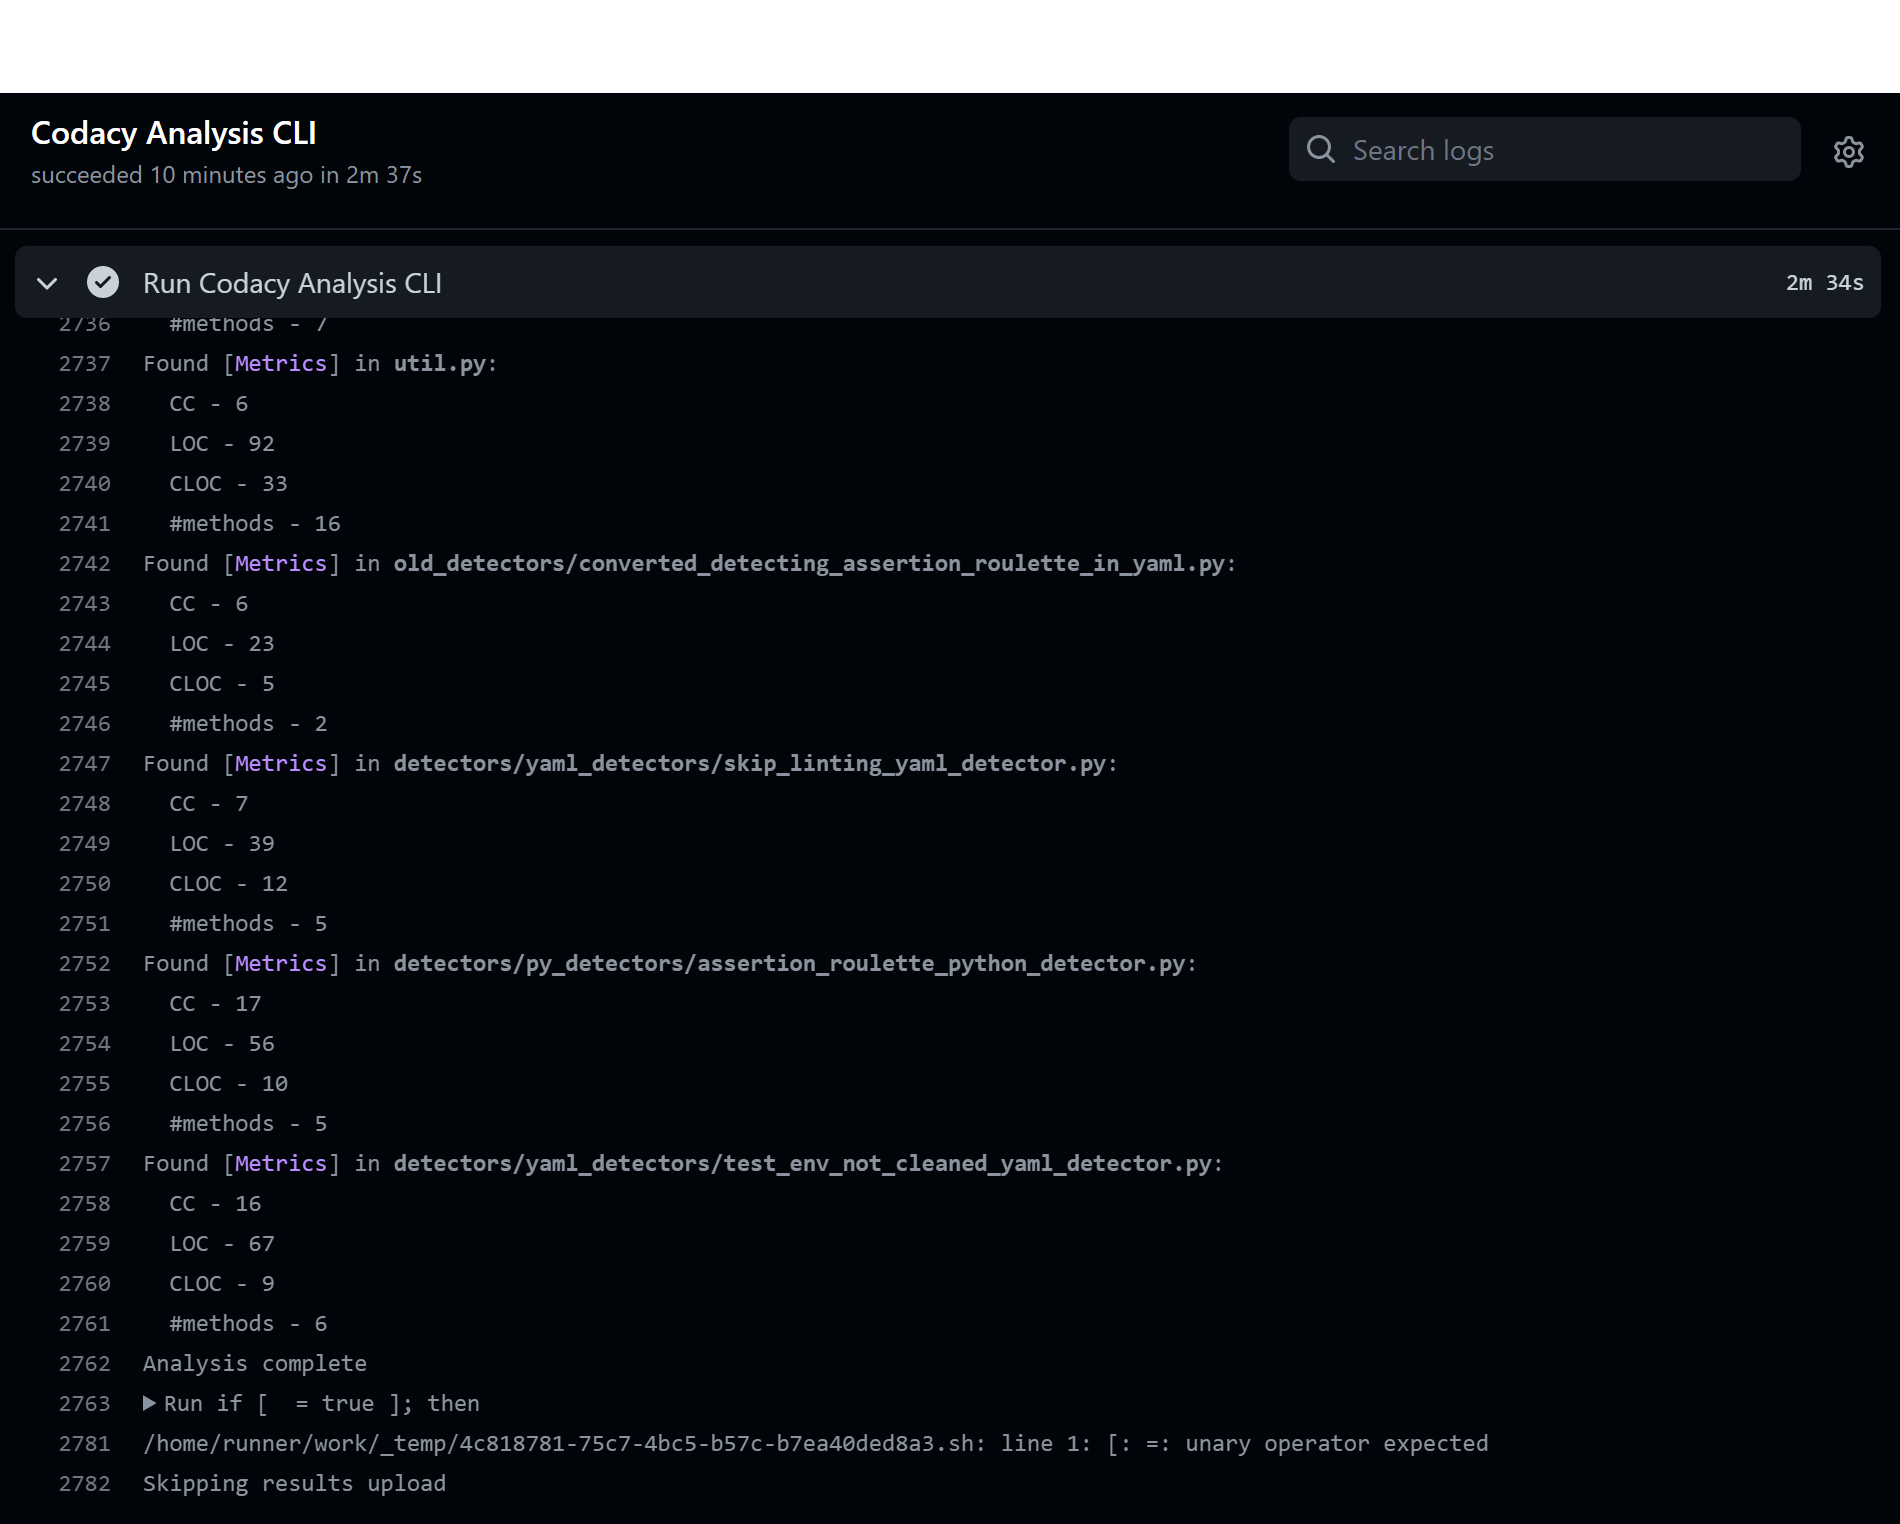 Codacy Analysis CLI
succeeded 10 minutes ago in 2m 37s
Search logs
Run Codacy Analysis CLI 2m 34s
2736 #methods - 7
2737 Found [Metrics] in util.py:
2738 CC - 6
2739 LOC - 92
2740 CLOC - 33
2741 #methods - 16
2742 Found [Metrics] in old_detectors/converted_detecting_assertion_roulette_in_yaml.py:
2743 CC - 6
2744 LOC - 23
2745 CLOC - 5
2746 #methods - 2
2747 Found [Metrics] in detectors/yaml_detectors/skip_linting_yaml_detector.py:
2748 CC - 7
2749 LOC - 39
2750 CLOC - 12
2751 #methods - 5
2752 Found [Metrics] in detectors/py_detectors/assertion_roulette_python_detector.py:
2753 CC - 17
2754 LOC - 56
2755 CLOC - 10
2756 #methods - 5
2757 Found [Metrics] in detectors/yaml_detectors/test_env_not_cleaned_yaml_detector.py:
2758 CC - 16
2759 LOC - 67
2760 CLOC - 9
2761 #methods - 6
2762 Analysis complete
2763 Run if [  = true ]; then
2781 /home/runner/work/_temp/4c818781-75c7-4bc5-b57c-b7ea40ded8a3.sh: line 1: [: =: unary operator expected
2782 Skipping results upload